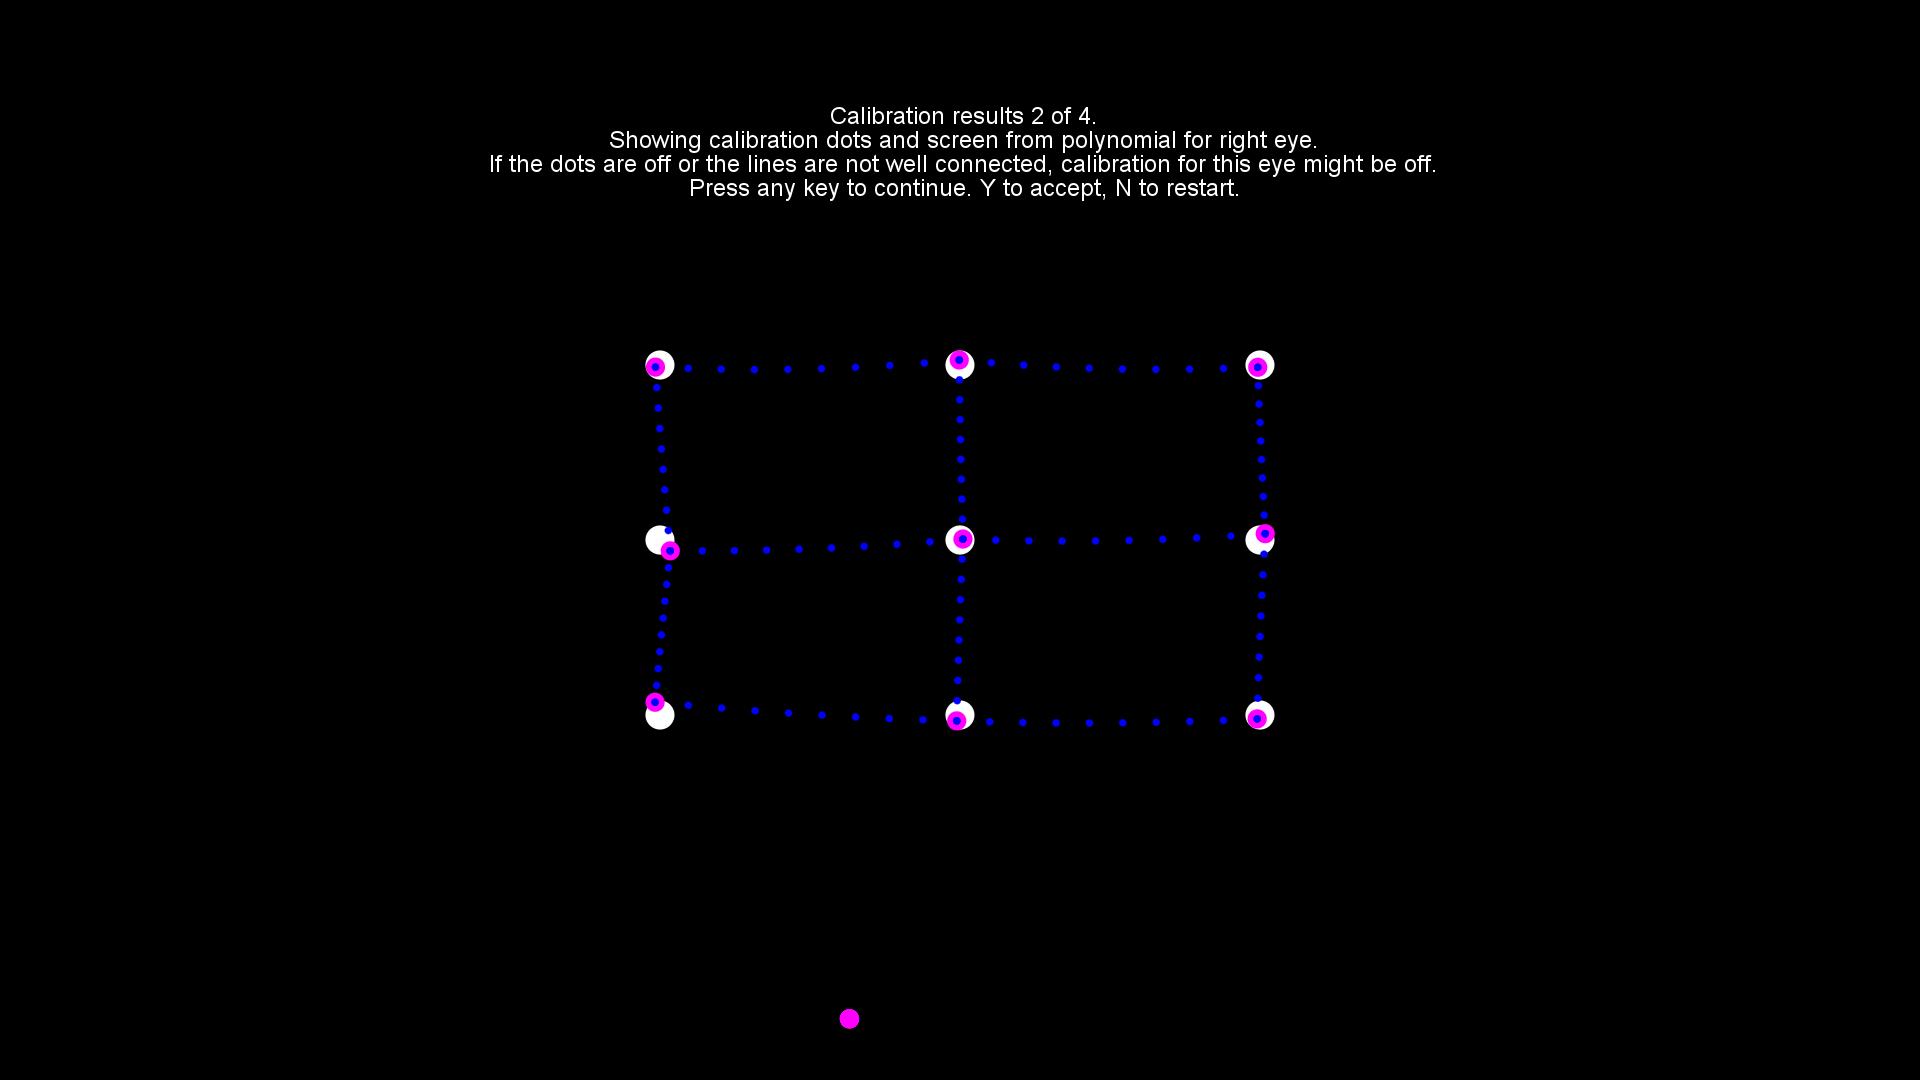 Calibration results 2 of 4.
Showing calibration dots and screen from polynomial for right eye.
If the dots are off or the lines are not well connected, calibration for this eye might be off.
Press any key to continue. Y to accept, N to restart.